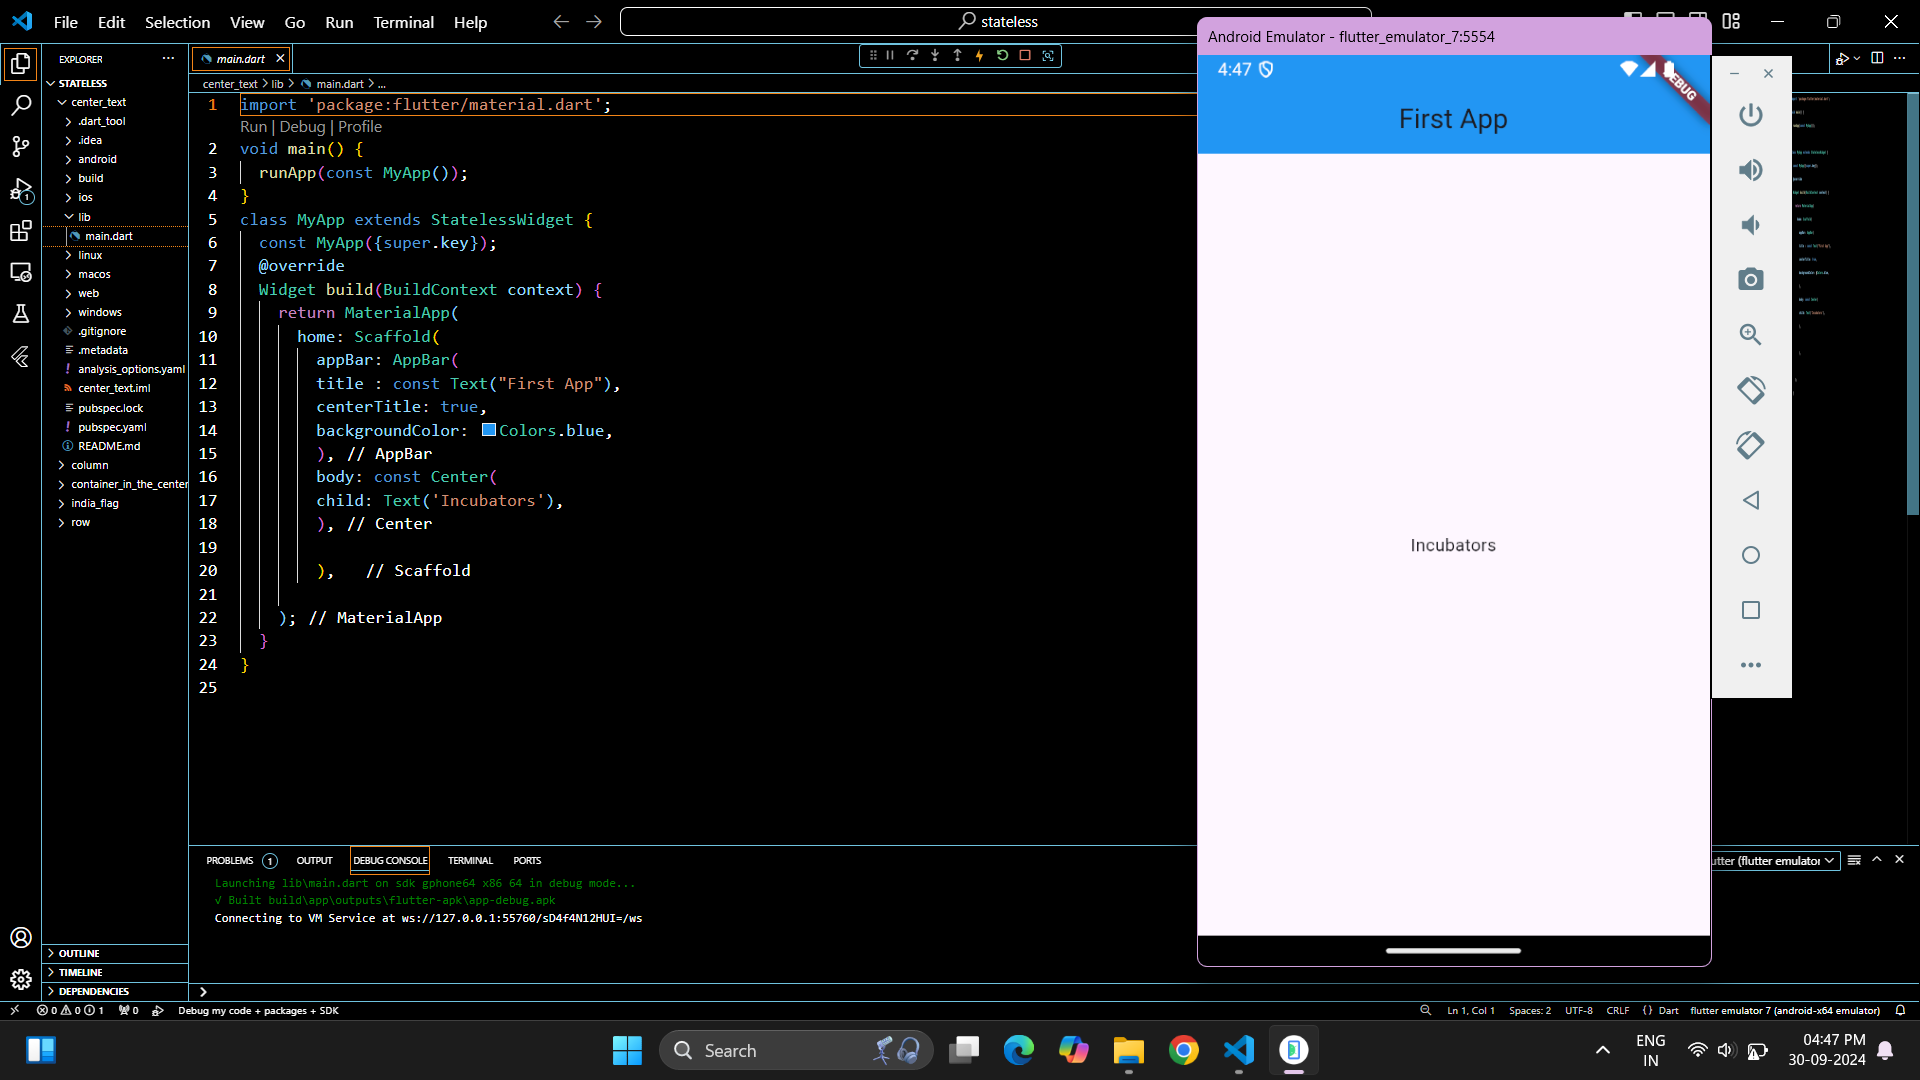 File Edit Selection View Go Run Terminal Help
stateless
EXPLORER
STATELESS
center_text
.dart_tool
.idea
android
build
ios
lib
main.dart
linux
macos
web
windows
.gitignore
.metadata
analysis_options.yaml
center_text.iml
pubspec.lock
pubspec.yaml
README.md
column
container_in_the_center
india_flag
row
OUTLINE
TIMELINE
DEPENDENCIES
main.dart
center_text > lib > main.dart > ...
1 import 'package:flutter/material.dart';
Run | Debug | Profile
2 void main() {
3 runApp(const MyApp());
4 }
5 class MyApp extends StatelessWidget {
6 const MyApp({super.key});
7 @override
8 Widget build(BuildContext context) {
9 return MaterialApp(
10 home: Scaffold(
11 appBar: AppBar(
12 title : const Text("First App"),
13 centerTitle: true,
14 backgroundColor: Colors.blue,
15 ), // AppBar
16 body: const Center(
17 child: Text('Incubators'),
18 ), // Center
19
20 ), // Scaffold
21
22 ); // MaterialApp
23 }
24 }
25
PROBLEMS 1 OUTPUT DEBUG CONSOLE TERMINAL PORTS
Launching lib\main.dart on sdk gphone64 x86 64 in debug mode...
√ Built build\app\outputs\flutter-apk\app-debug.apk
Connecting to VM Service at ws://127.0.0.1:55760/sD4f4N12HUI=/ws
utter (flutter emulator
Android Emulator - flutter_emulator_7:5554
4:47
DEBUG
First App
Incubators
0 0 1 0 Debug my code + packages + SDK
Ln 1, Col 1 Spaces: 2 UTF-8 CRLF {} Dart flutter emulator 7 (android-x64 emulator)
1
Search
ENG
IN
04:47 PM
30-09-2024